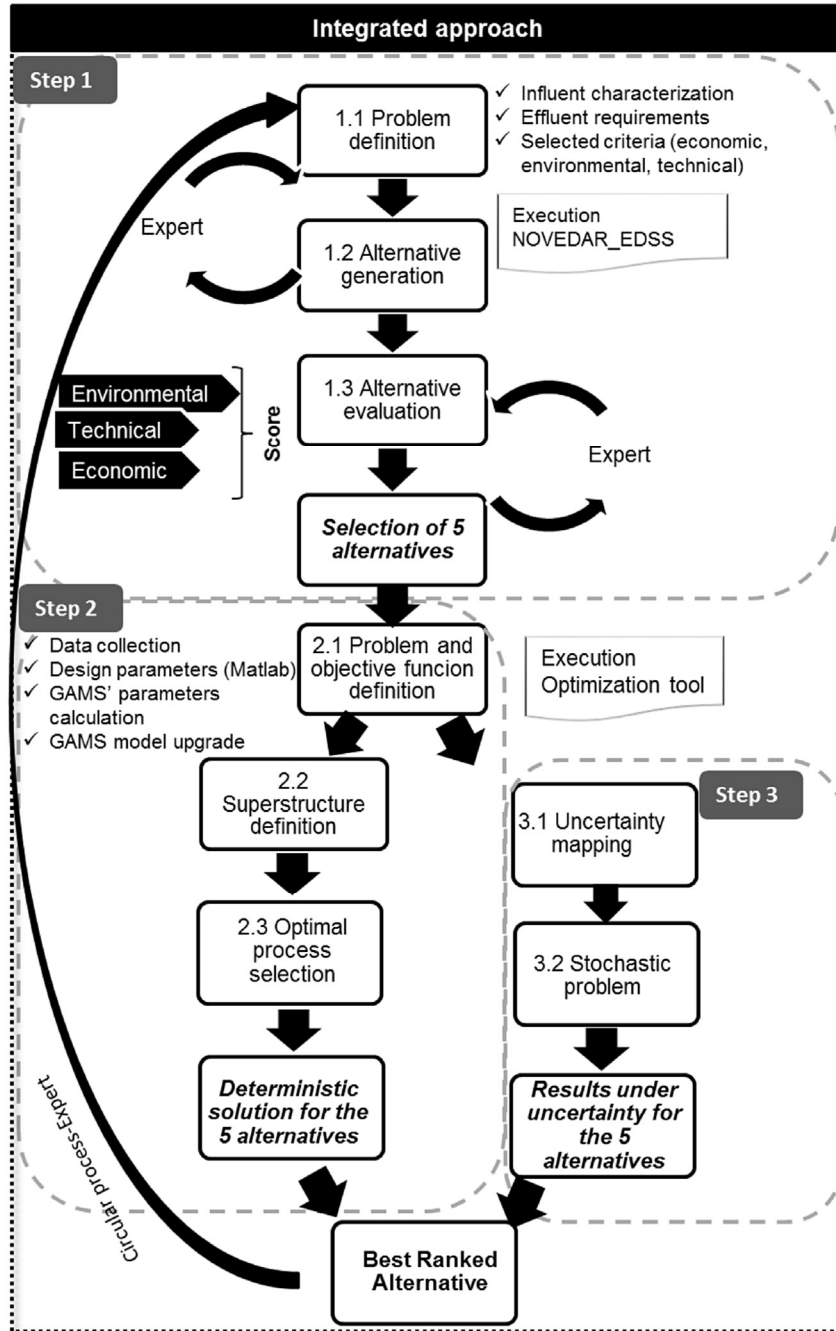 Integrated approach
Step 1
1.1 Problem
definition
✓ Influent characterization
✓ Effluent requirements
✓ Selected criteria (economic,
environmental, technical)
Expert
1.2 Alternative
generation
Execution
NOVEDAR_EDSS
Environmental
Technical
Economic
Score
1.3 Alternative
evaluation
Expert
Selection of 5
alternatives
Step 2
✓ Data collection
✓ Design parameters (Matlab)
✓ GAMS' parameters
calculation
✓ GAMS model upgrade
2.1 Problem and
objective funcion
definition
Execution
Optimization tool
2.2
Superstructure
definition
2.3 Optimal
process
selection
Deterministic
solution for the
5 alternatives
Step 3
3.1 Uncertainty
mapping
3.2 Stochastic
problem
Results under
uncertainty for
the 5
alternatives
Circular process-Expert
Best Ranked
Alternative